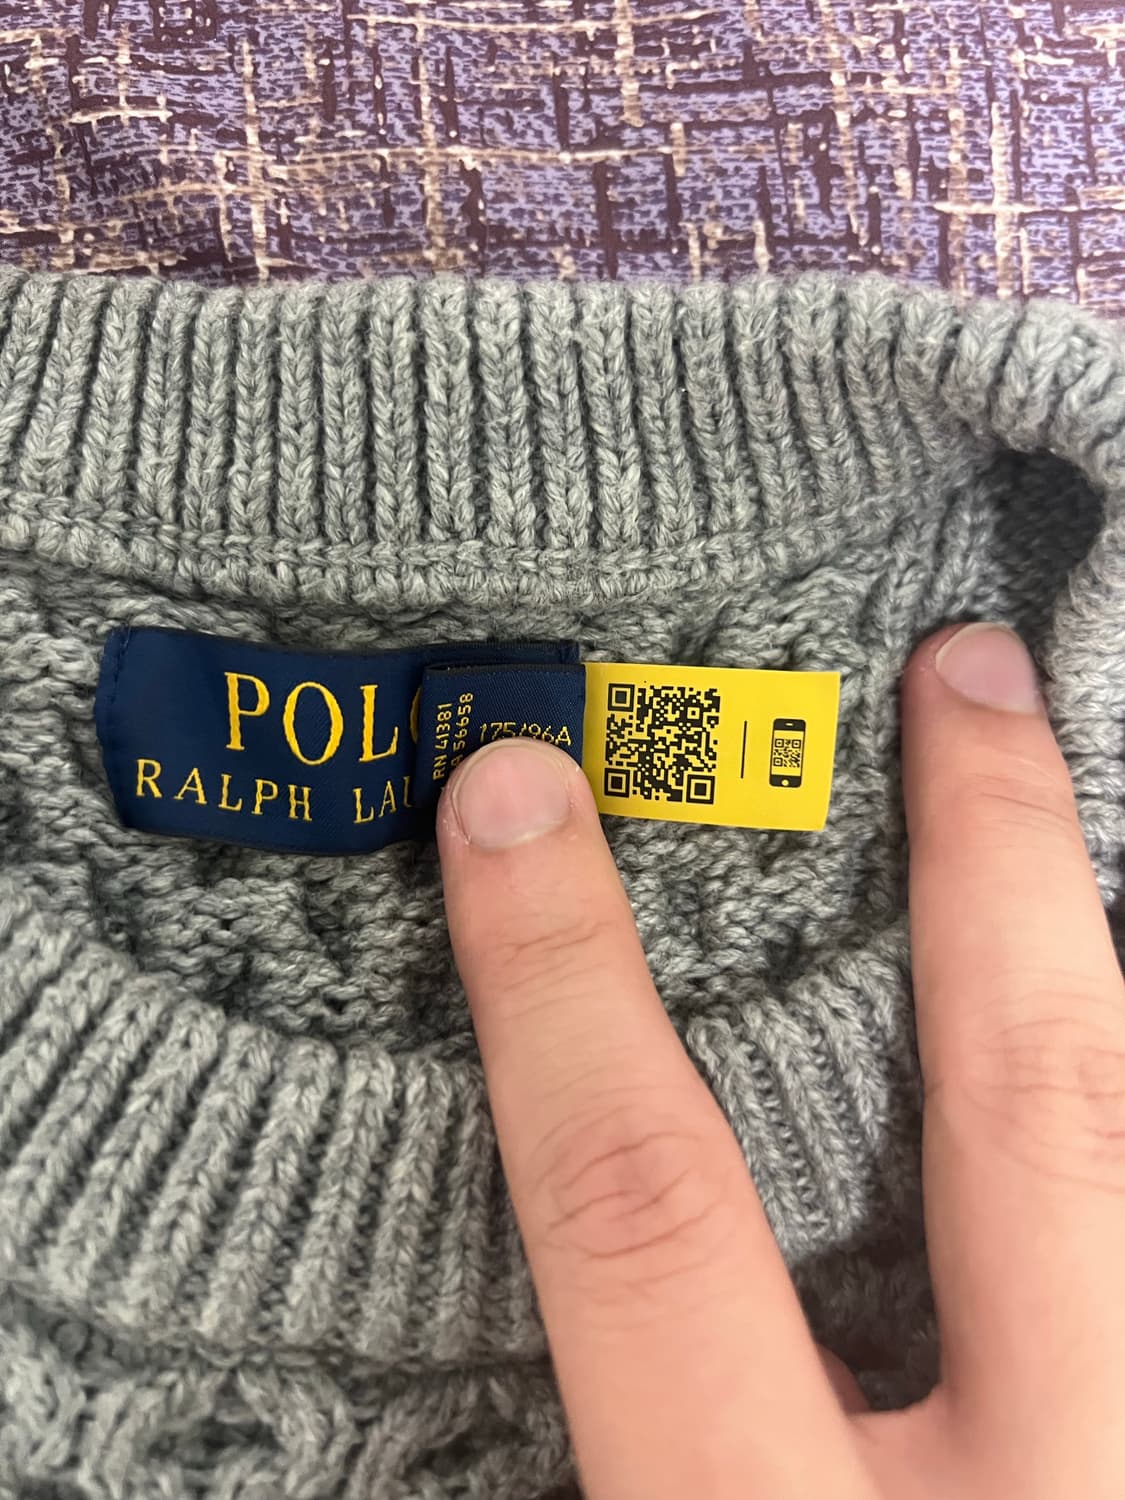 POLO
RALPH LAU
RN 41381
A 56658
175/96A